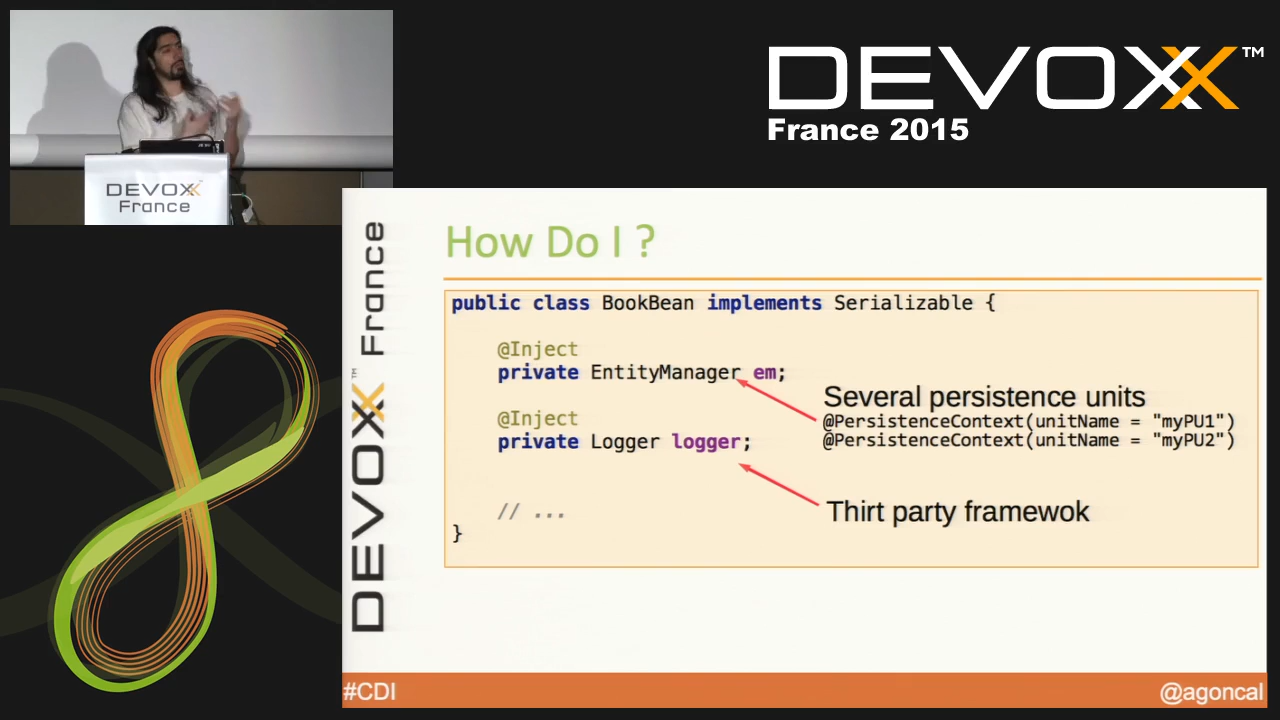 DEVOXX™
France 2015
DEVOXX™
France
DEVOXX™ France
How Do I ?
public class BookBean implements Serializable {
@Inject
private EntityManager em;
Several persistence units
@PersistenceContext(unitName = "myPU1")
@PersistenceContext(unitName = "myPU2")
@Inject
private Logger logger;
Thirt party framewok
// ...
}
#CDI
@agoncal